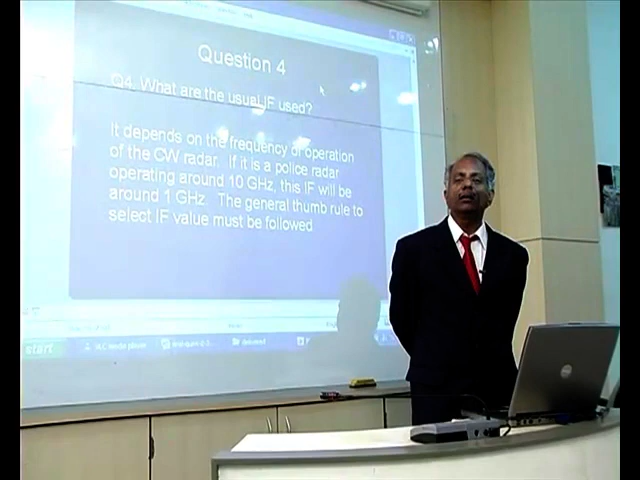 Question 4
Q4. What are the usual IF used?
It depends on the frequency of operation
of the CW radar. If it is a police radar
operating around 10 GHz, this IF will be
around 1 GHz. The general thumb rule to
select IF value must be followed
start
DELL